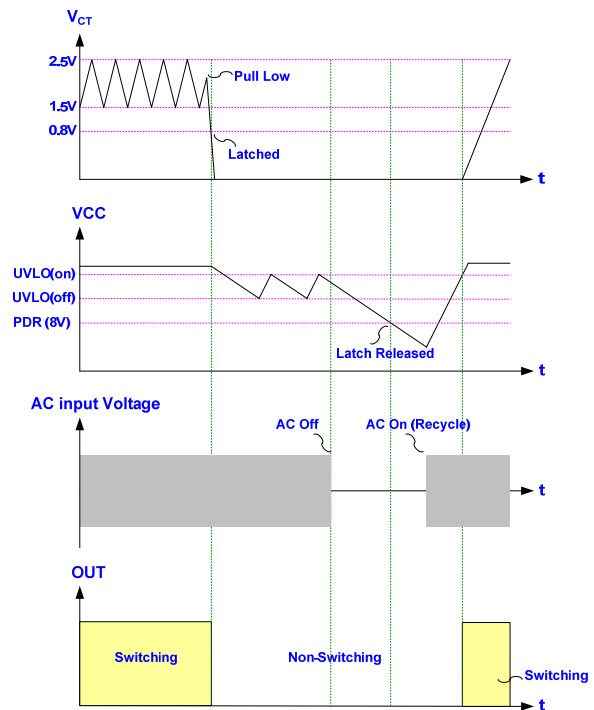 VCT
2.5V
Pull Low
1.5V
0.8V
Latched
t
VCC
UVLO(on)
UVLO(off)
PDR (8V)
Latch Released
t
AC input Voltage
AC Off
AC On (Recycle)
t
OUT
Switching
Non-Switching
Switching
t